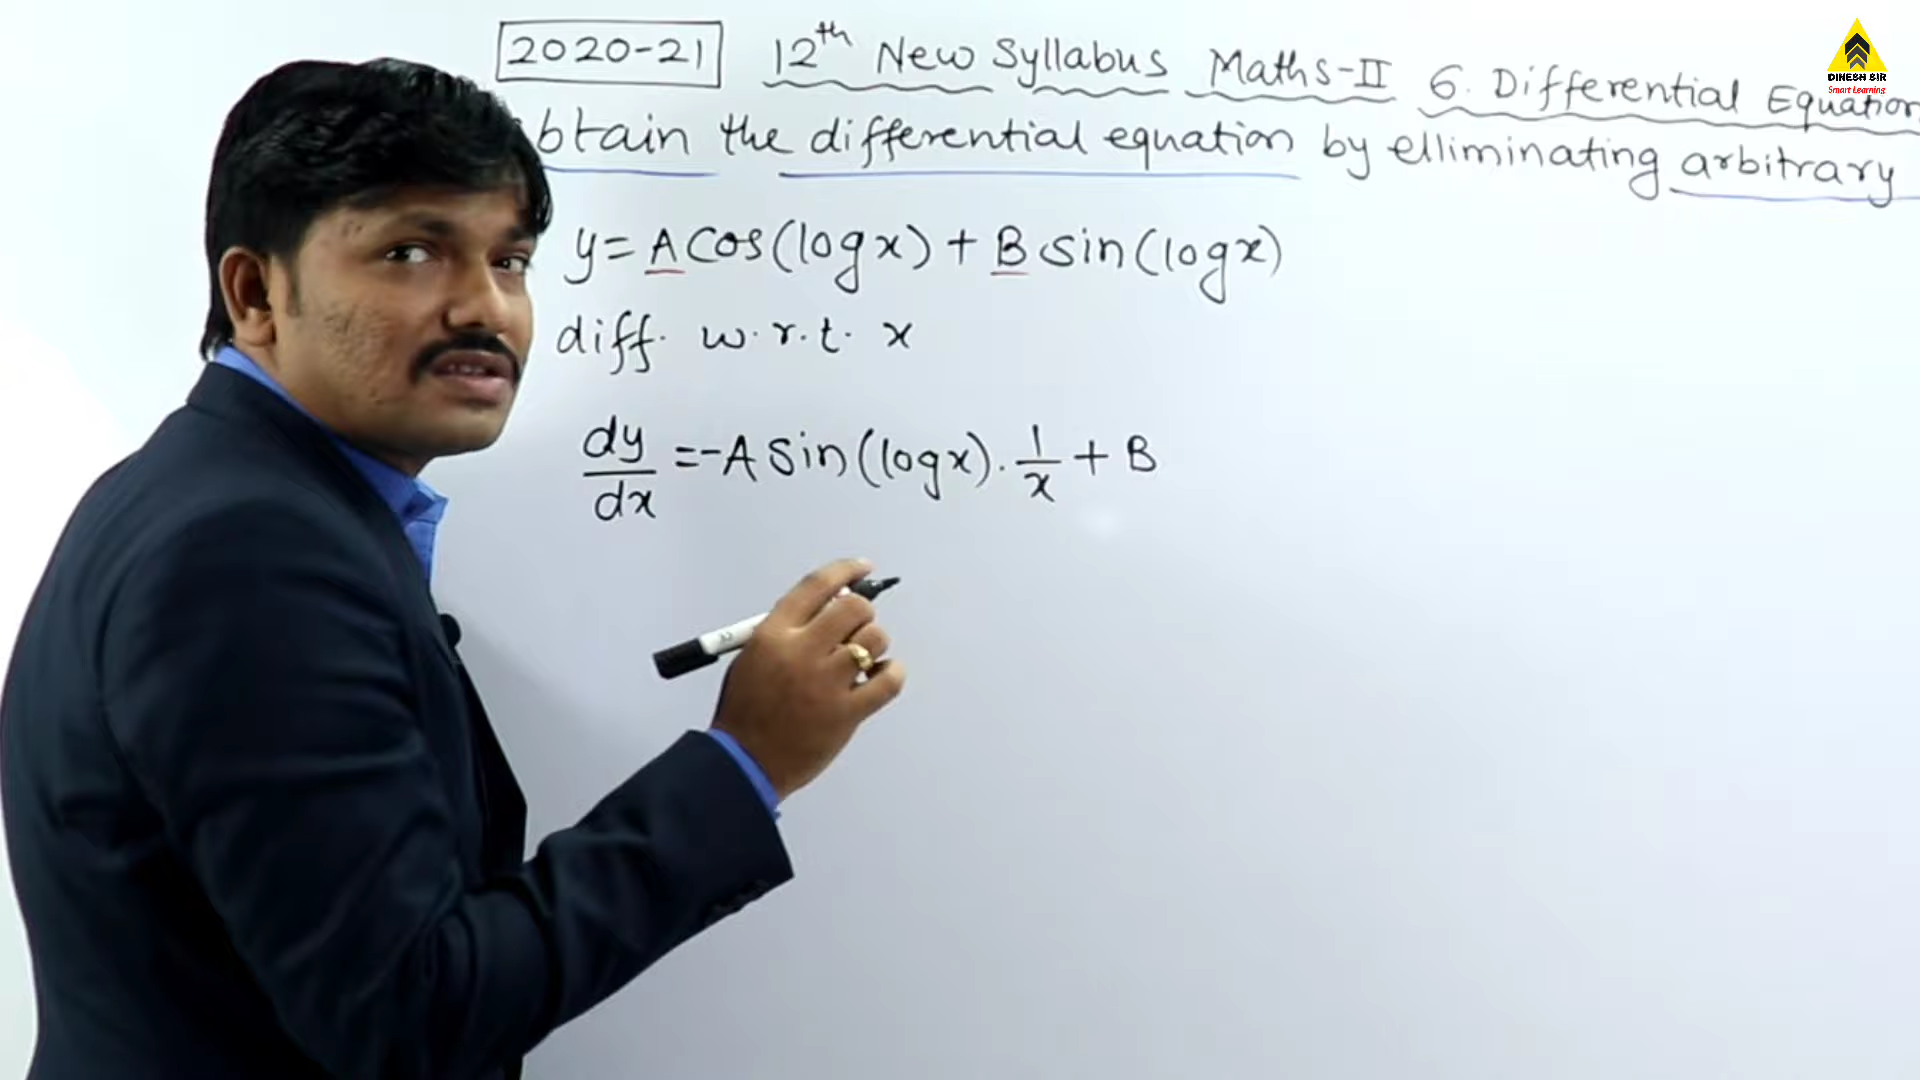 2020-21 12th New Syllabus Maths-II 6. Differential Equation
btain the differential equation by elliminating arbitrary
y = A cos(log x) + B sin(log x)
diff. w.r.t. x
dy/dx = -A sin(log x) · 1/x + B
DINESH SIR
Smart Learning